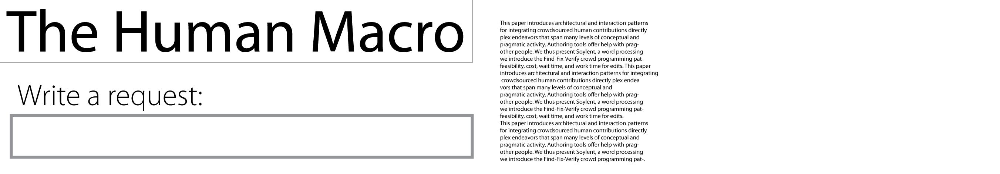 The Human Macro
Write a request:
This paper introduces architectural and interaction patterns
for integrating crowdsourced human contributions directly
plex endeavors that span many levels of conceptual and
pragmatic activity. Authoring tools offer help with prag-
other people. We thus present Soylent, a word processing
we introduce the Find-Fix-Verify crowd programming pat-
feasibility, cost, wait time, and work time for edits. This paper
introduces architectural and interaction patterns for integrating
crowdsourced human contributions directly plex endea
vors that span many levels of conceptual and
pragmatic activity. Authoring tools offer help with prag-
other people. We thus present Soylent, a word processing
we introduce the Find-Fix-Verify crowd programming pat-
feasibility, cost, wait time, and work time for edits.
This paper introduces architectural and interaction patterns
for integrating crowdsourced human contributions directly
plex endeavors that span many levels of conceptual and
pragmatic activity. Authoring tools offer help with prag-
other people. We thus present Soylent, a word processing
we introduce the Find-Fix-Verify crowd programming pat-.